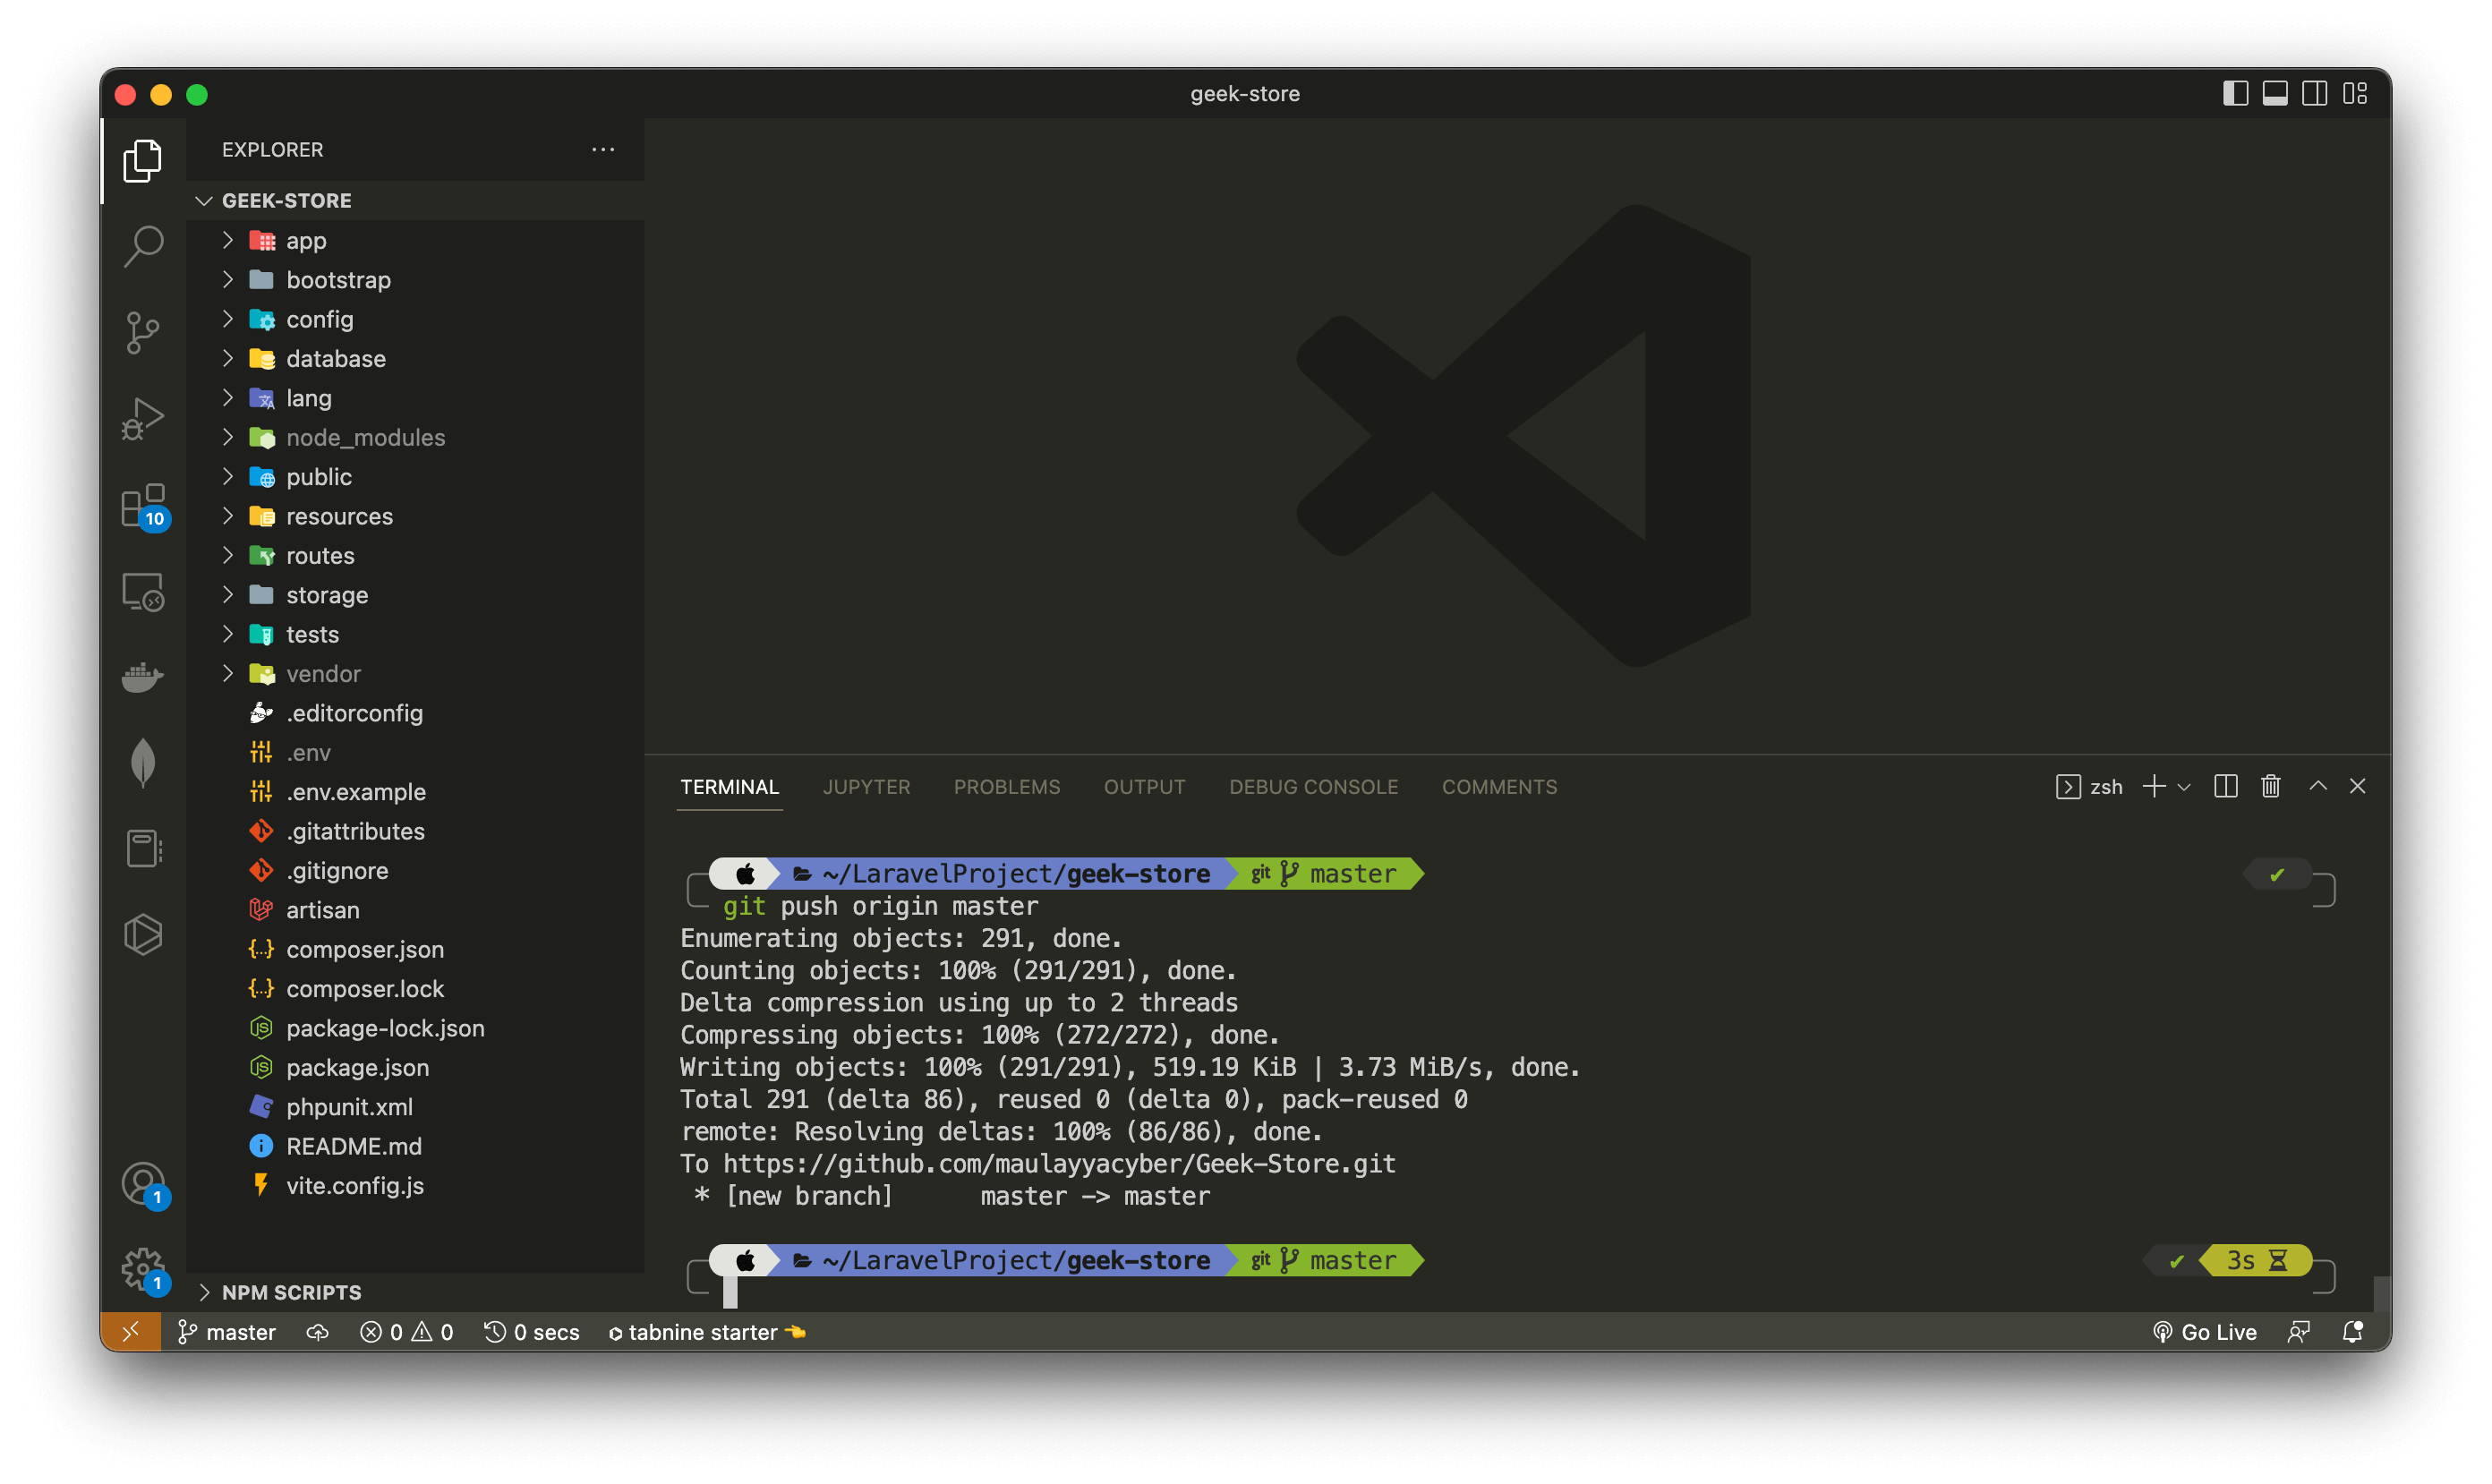 geek-store
EXPLORER
GEEK-STORE
app
bootstrap
config
database
lang
node_modules
public
resources
routes
storage
tests
vendor
.editorconfig
.env
.env.example
.gitattributes
.gitignore
artisan
composer.json
composer.lock
package-lock.json
package.json
phpunit.xml
README.md
vite.config.js
NPM SCRIPTS
10
1
1
TERMINAL JUPYTER PROBLEMS OUTPUT DEBUG CONSOLE COMMENTS zsh
~/LaravelProject/geek-store git master ✔
git push origin master
Enumerating objects: 291, done.
Counting objects: 100% (291/291), done.
Delta compression using up to 2 threads
Compressing objects: 100% (272/272), done.
Writing objects: 100% (291/291), 519.19 KiB | 3.73 MiB/s, done.
Total 291 (delta 86), reused 0 (delta 0), pack-reused 0
remote: Resolving deltas: 100% (86/86), done.
To https://github.com/maulayyacyber/Geek-Store.git
* [new branch] master -> master
~/LaravelProject/geek-store git master ✔ 3s
master 0 0 0 secs tabnine starter Go Live